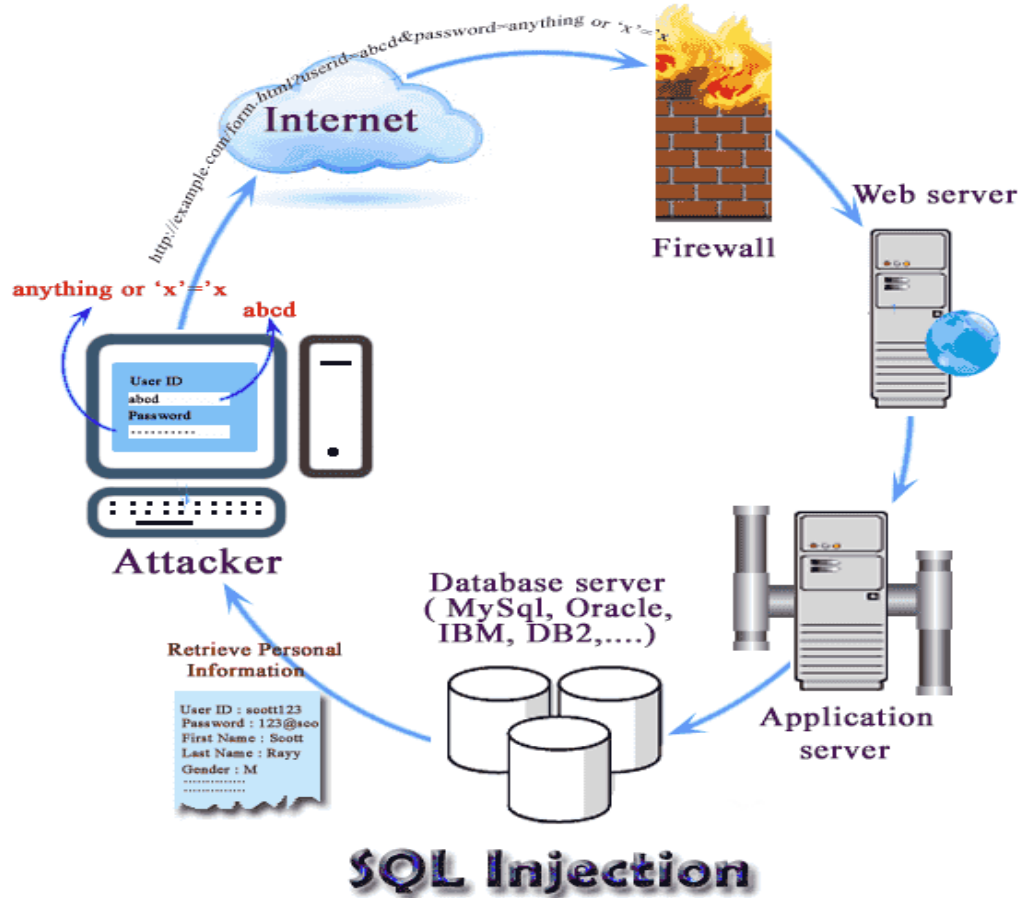 http://example.com/form.html?userid=abcd&password=anything or ‘x’=’x
Internet
Firewall
Web server
anything or ‘x’=’x
abcd
User ID
abcd
Password
..........
Attacker
Database server
( MySql, Oracle,
IBM, DB2,....)
Application
server
Retrieve Personal
Information
User ID : scott123
Password : 123@sco
First Name : Scott
Last Name : Rayy
Gender : M
..............
..............
SQL Injection